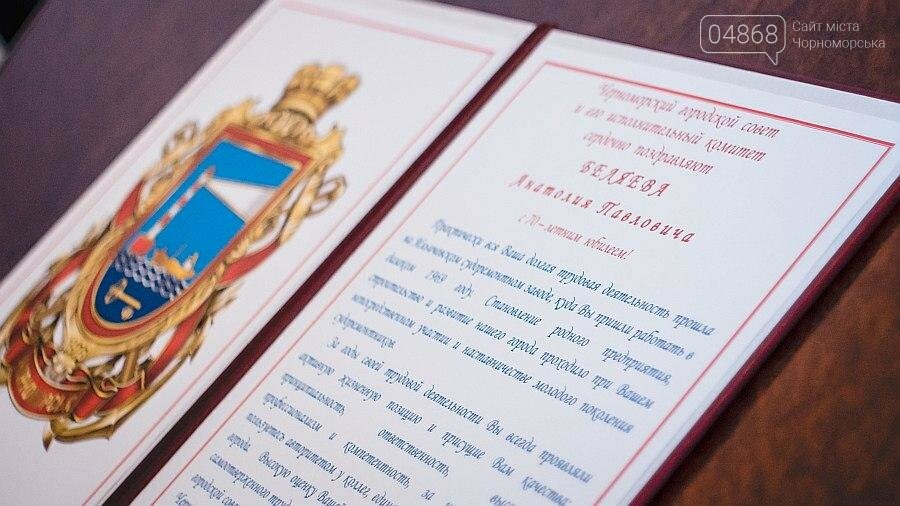 04868
Сайт міста
Чорноморська
Черноморский городской совет
и его исполнительный комитет
сердечно поздравляют
БЕЛЯЕВА
Анатолия Павловича
с 70-летним юбилеем!
Практически вся Ваша долгая трудовая деятельность прошла
на Ильичевском судоремонтном заводе, куда Вы пришли работать в
далеком 1969 году. Становление родного предприятия,
строительство и развитие нашего города проходило при Вашем
непосредственном участии и наставничестве молодого поколения
судоремонтников.
За годы своей трудовой деятельности Вы всегда проявляли
активную жизненную позицию и присущие Вам качества:
принципиальность, ответственность,
профессионализм и компетентность, за
пользуетесь авторитетом у коллег,
города. Высокую оценку Вашей
самоотверженного